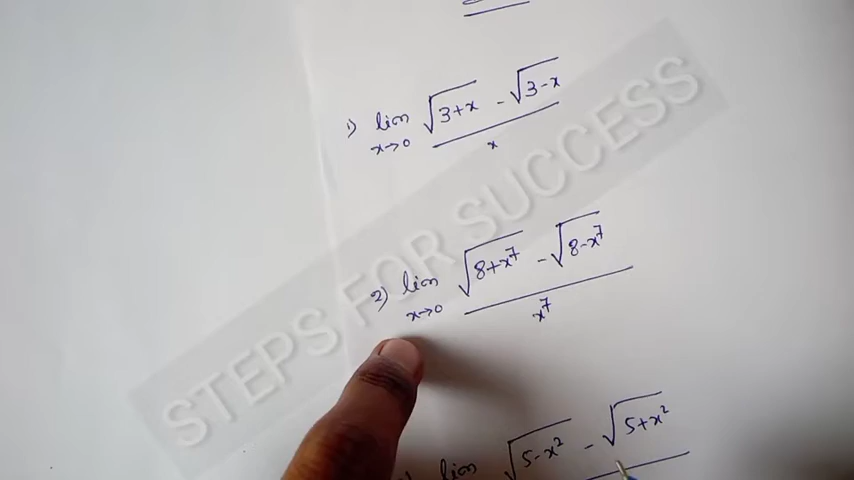 1) lim x→0 √(3+x) - √(3-x) / x
2) lim x→0 √(8+x⁷) - √(8-x⁷) / x⁷
lim √(5-x²) - √(5+x²)
STEPS FOR SUCCESS